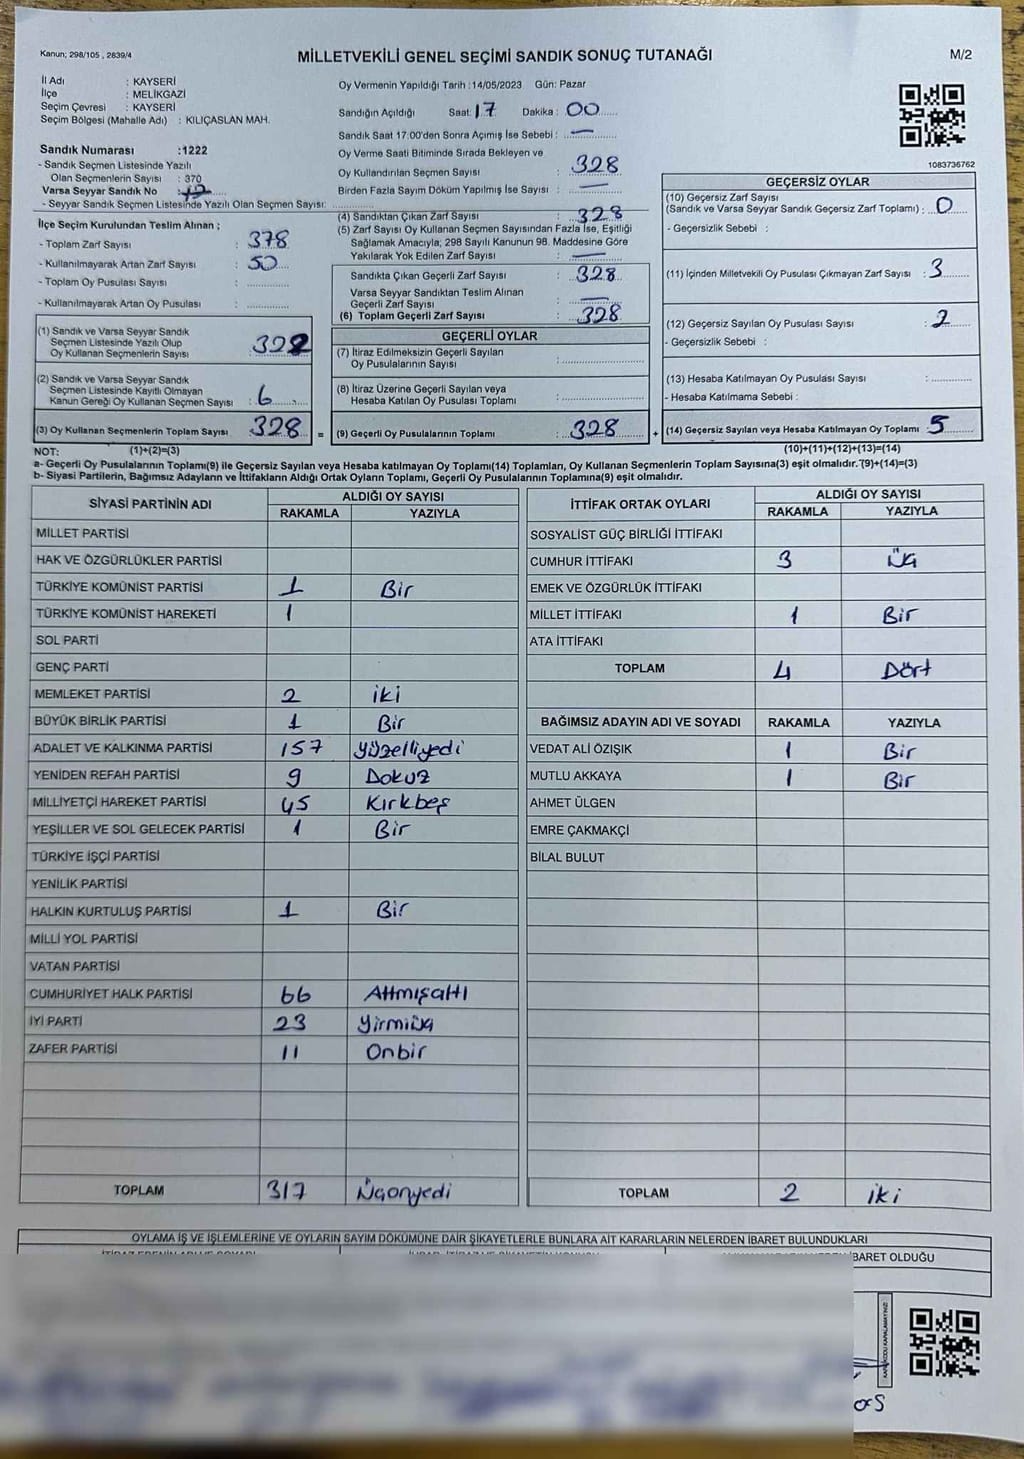 Kanun; 298/105 , 2839/4
MİLLETVEKİLİ GENEL SEÇİMİ SANDIK SONUÇ TUTANAĞI
M/2
İl Adı : KAYSERİ
İlçe : MELİKGAZİ
Seçim Çevresi : KAYSERİ
Seçim Bölgesi (Mahalle Adı) : KILIÇASLAN MAH.
Sandık Numarası :1222
- Sandık Seçmen Listesinde Yazılı
Olan Seçmenlerin Sayısı : 370
Varsa Seyyar Sandık No :
- Seyyar Sandık Seçmen Listesinde Yazılı Olan Seçmen Sayısı:
Oy Vermenin Yapıldığı Tarih :14/05/2023 Gün: Pazar
Sandığın Açıldığı Saat: 17 Dakika : 00
Sandık Saat 17:00'den Sonra Açımış İse Sebebi : —
Oy Verme Saati Bitiminde Sırada Bekleyen ve
Oy Kullandırılan Seçmen Sayısı : 328
Birden Fazla Sayım Döküm Yapılmış İse Sayısı : —
1083736762
İlçe Seçim Kurulundan Teslim Alınan ;
- Toplam Zarf Sayısı : 378
- Kullanılmayarak Artan Zarf Sayısı : 50
- Toplam Oy Pusulası Sayısı :
- Kullanılmayarak Artan Oy Pusulası :
(1) Sandık ve Varsa Seyyar Sandık
Seçmen Listesinde Yazılı Olup
Oy Kullanan Seçmenlerin Sayısı : 322
(2) Sandık ve Varsa Seyyar Sandık
Seçmen Listesinde Kayıtlı Olmayan
Kanun Gereği Oy Kullanan Seçmen Sayısı : 6
(3) Oy Kullanan Seçmenlerin Toplam Sayısı : 328
(4) Sandıktan Çıkan Zarf Sayısı : 328
(5) Zarf Sayısı Oy Kullanan Seçmen Sayısından Fazla İse, Eşitliği
Sağlamak Amacıyla; 298 Sayılı Kanunun 98. Maddesine Göre
Yakılarak Yok Edilen Zarf Sayısı : —
Sandıkta Çıkan Geçerli Zarf Sayısı : 328
Varsa Seyyar Sandıktan Teslim Alınan
Geçerli Zarf Sayısı : —
(6) Toplam Geçerli Zarf Sayısı : 328
GEÇERLİ OYLAR
(7) İtiraz Edilmeksizin Geçerli Sayılan
Oy Pusulalarının Sayısı :
(8) İtiraz Üzerine Geçerli Sayılan veya
Hesaba Katılan Oy Pusulası Toplamı :
= (9) Geçerli Oy Pusulalarının Toplamı : 328
GEÇERSİZ OYLAR
(10) Geçersiz Zarf Sayısı
(Sandık ve Varsa Seyyar Sandık Geçersiz Zarf Toplamı) : 0
- Geçersizlik Sebebi :
(11) İçinden Milletvekili Oy Pusulası Çıkmayan Zarf Sayısı : 3
(12) Geçersiz Sayılan Oy Pusulası Sayısı : 2
- Geçersizlik Sebebi :
(13) Hesaba Katılmayan Oy Pusulası Sayısı :
- Hesaba Katılmama Sebebi :
+ (14) Geçersiz Sayılan veya Hesaba Katılmayan Oy Toplamı : 5
NOT: (1)+(2)=(3)
(10)+(11)+(12)+(13)=(14)
a- Geçerli Oy Pusulalarının Toplamı(9) ile Geçersiz Sayılan veya Hesaba katılmayan Oy Toplamı(14) Toplamları, Oy Kullanan Seçmenlerin Toplam Sayısına(3) eşit olmalıdır. (9)+(14)=(3)
b- Siyasi Partilerin, Bağımsız Adayların ve İttifakların Aldığı Ortak Oyların Toplamı, Geçerli Oy Pusulalarının Toplamına(9) eşit olmalıdır.
SİYASİ PARTİNİN ADI ALDIĞI OY SAYISI
RAKAMLA YAZIYLA
MİLLET PARTİSİ
HAK VE ÖZGÜRLÜKLER PARTİSİ
TÜRKİYE KOMÜNİST PARTİSİ 1 Bir
TÜRKİYE KOMÜNİST HAREKETİ 1
SOL PARTİ
GENÇ PARTİ
MEMLEKET PARTİSİ 2 iki
BÜYÜK BİRLİK PARTİSİ 1 Bir
ADALET VE KALKINMA PARTİSİ 157 Yüzelliyedi
YENİDEN REFAH PARTİSİ 9 Dokuz
MİLLİYETÇİ HAREKET PARTİSİ 45 Kırkbeş
YEŞİLLER VE SOL GELECEK PARTİSİ 1 Bir
TÜRKİYE İŞÇİ PARTİSİ
YENİLİK PARTİSİ
HALKIN KURTULUŞ PARTİSİ 1 Bir
MİLLİ YOL PARTİSİ
VATAN PARTİSİ
CUMHURİYET HALK PARTİSİ 66 Altmışaltı
İYİ PARTİ 23 Yirmiüç
ZAFER PARTİSİ 11 Onbir
TOPLAM 317 Üçonyedi
İTTİFAK ORTAK OYLARI ALDIĞI OY SAYISI
RAKAMLA YAZIYLA
SOSYALİST GÜÇ BİRLİĞİ İTTİFAKI
CUMHUR İTTİFAKI 3 Üç
EMEK VE ÖZGÜRLÜK İTTİFAKI
MİLLET İTTİFAKI 1 Bir
ATA İTTİFAKI
TOPLAM 4 Dört
BAĞIMSIZ ADAYIN ADI VE SOYADI RAKAMLA YAZIYLA
VEDAT ALİ ÖZIŞIK 1 Bir
MUTLU AKKAYA 1 Bir
AHMET ÜLGEN
EMRE ÇAKMAKÇİ
BİLAL BULUT
TOPLAM 2 iki
OYLAMA İŞ VE İŞLEMLERİNE VE OYLARIN SAYIM DÖKÜMÜNE DAİR ŞİKAYETLERLE BUNLARA AİT KARARLARIN NELERDEN İBARET BULUNDUKLARI
İBARET OLDUĞU